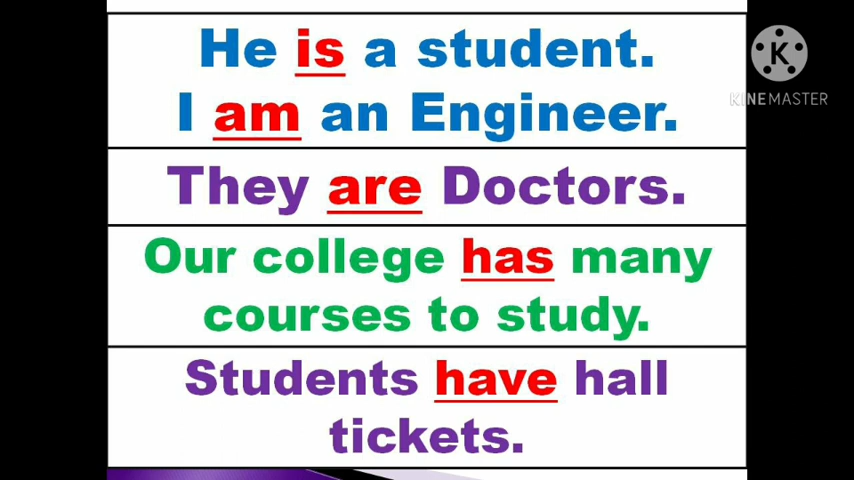 He is a student.
I am an Engineer.
They are Doctors.
Our college has many
courses to study.
Students have hall
tickets.
K
KINEMASTER